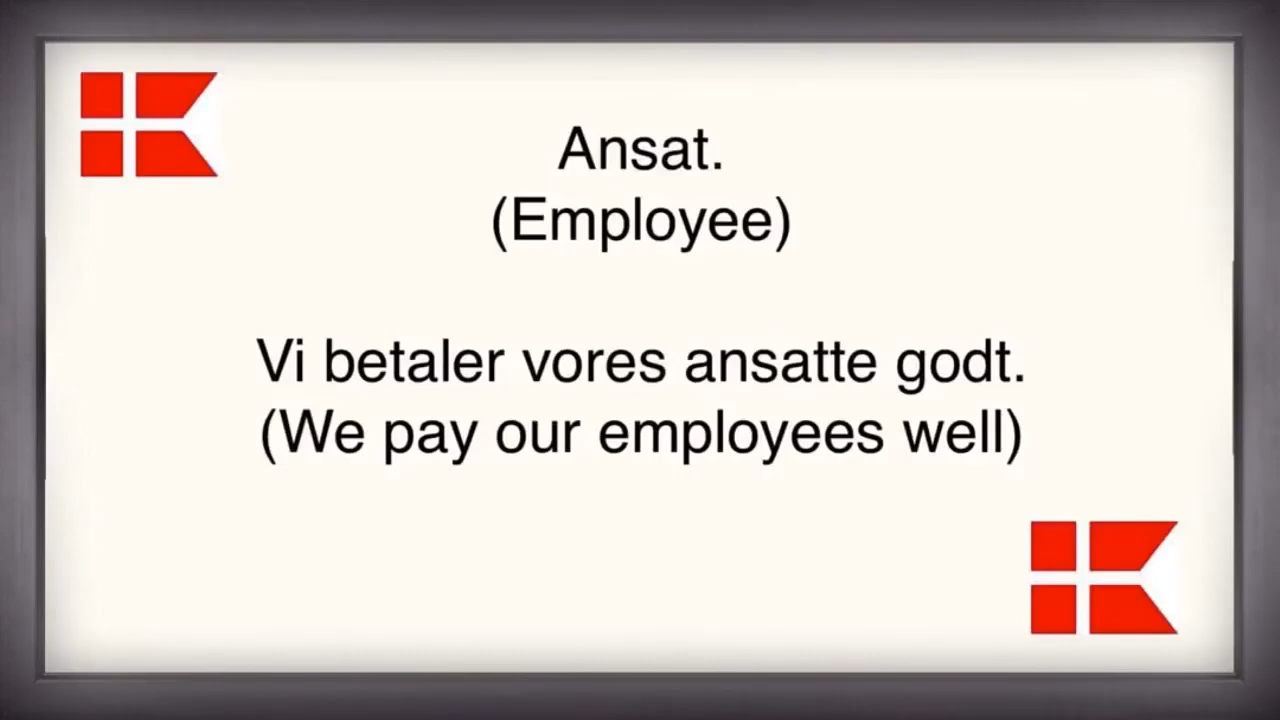 Ansat.
(Employee)
Vi betaler vores ansatte godt.
(We pay our employees well)